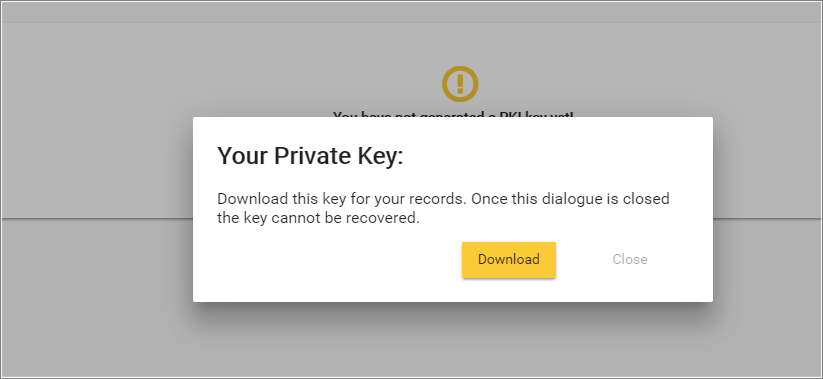 You have not generated a PKI key yet!
Your Private Key:
Download this key for your records. Once this dialogue is closed
the key cannot be recovered.
Download
Close